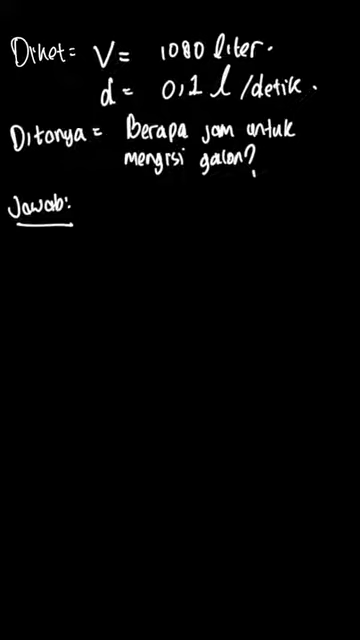 Diket = V = 1080 liter.
d = 0,1 l/detik.
Ditanya = Berapa jam untuk
mengisi galon?
Jawab: